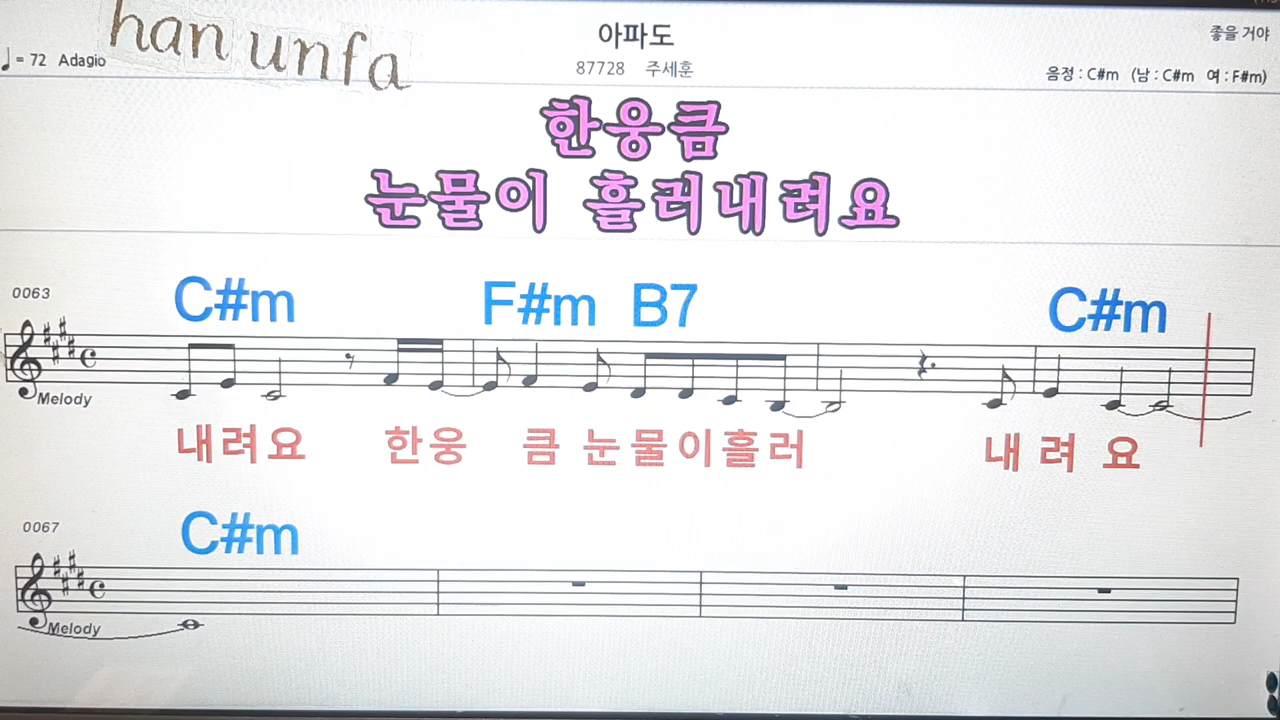 han unfa
아파도
좋을 거야
♩= 72 Adagio
87728 주세훈
음정 : C#m (남 : C#m 여 : F#m)
한웅큼
눈물이 흘러내려요
0063
C#m F#m B7 C#m
Melody
내려요 한웅 큼 눈물이흘러 내 려 요
0067
C#m
Melody